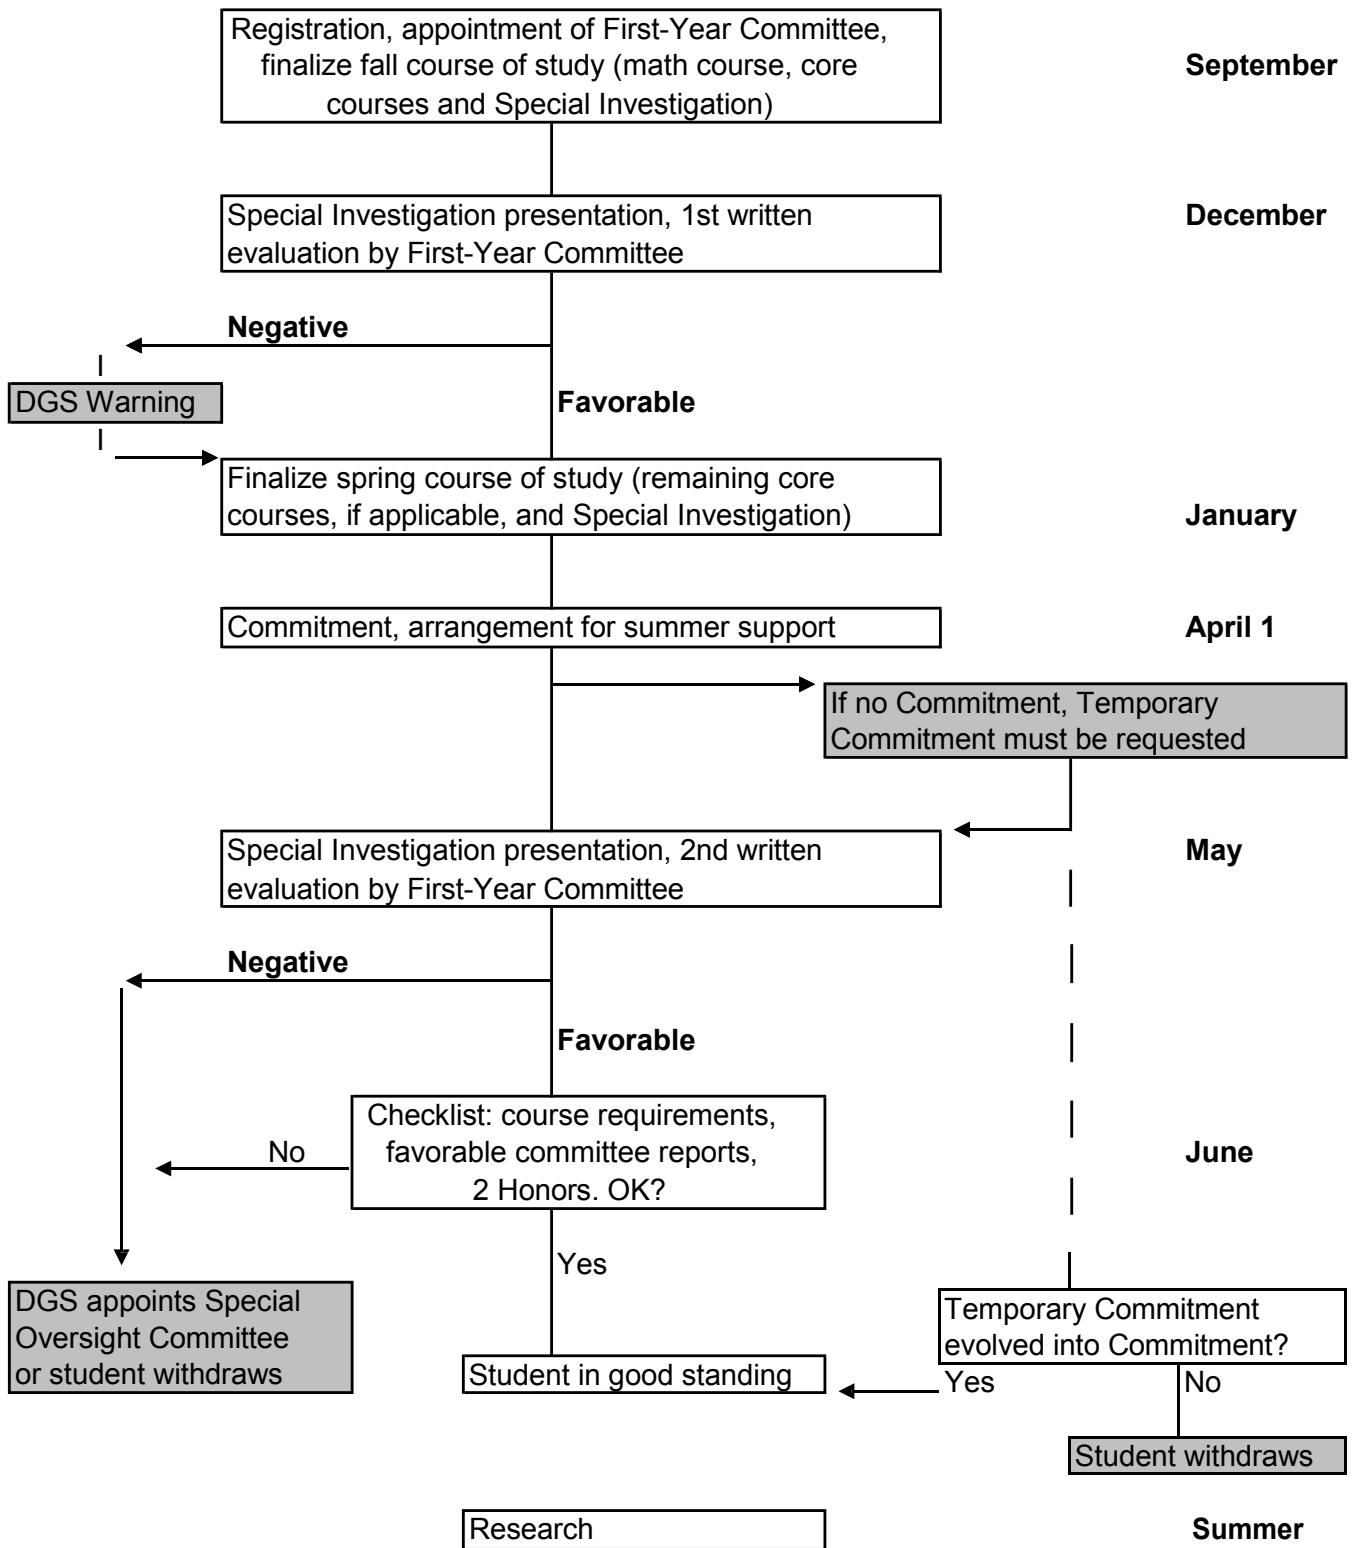 Registration, appointment of First-Year Committee,
finalize fall course of study (math course, core
courses and Special Investigation)
September
Special Investigation presentation, 1st written
evaluation by First-Year Committee
December
Negative
DGS Warning
Favorable
Finalize spring course of study (remaining core
courses, if applicable, and Special Investigation)
January
Commitment, arrangement for summer support
April 1
If no Commitment, Temporary
Commitment must be requested
Special Investigation presentation, 2nd written
evaluation by First-Year Committee
May
Negative
Favorable
Checklist: course requirements,
favorable committee reports,
2 Honors. OK?
No
June
Yes
DGS appoints Special
Oversight Committee
or student withdraws
Temporary Commitment
evolved into Commitment?
Student in good standing
Yes
No
Student withdraws
Research
Summer